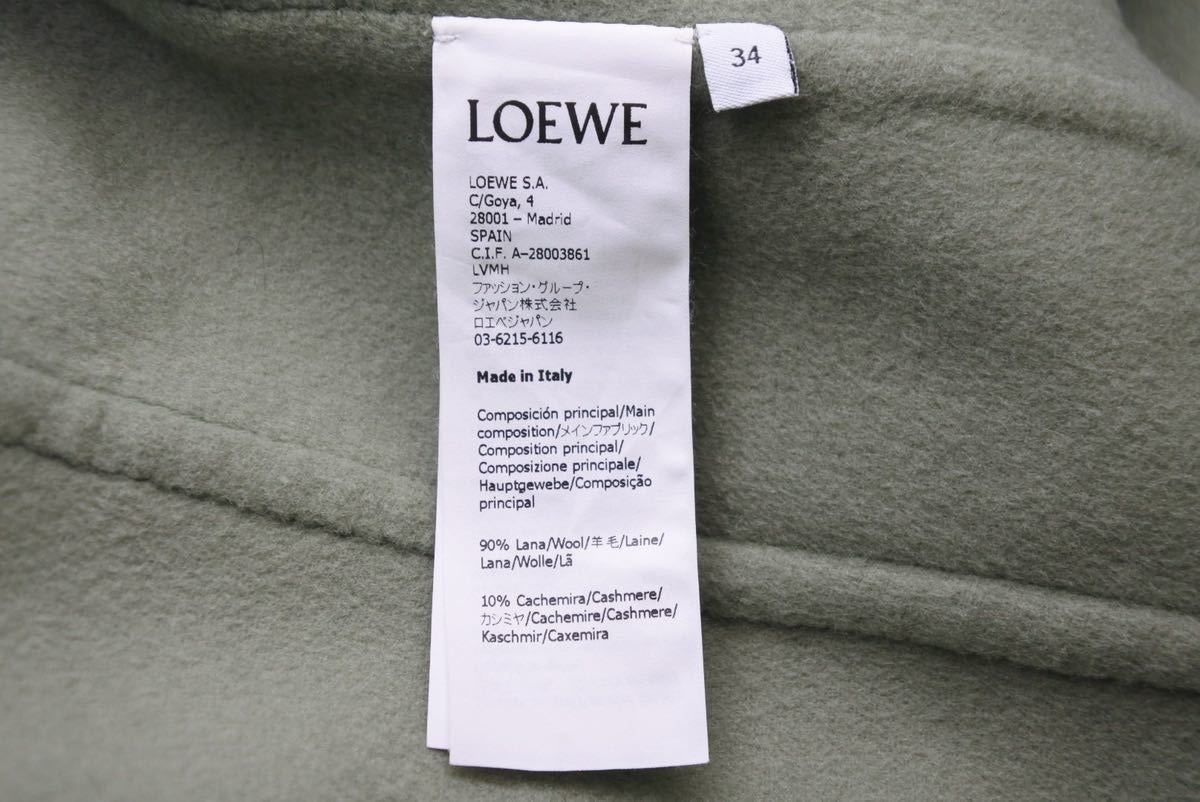 34
LOEWE
LOEWE S.A.
C/Goya, 4
28001 – Madrid
SPAIN
C.I.F. A-28003861
LVMH
ファッション・グループ・
ジャパン株式会社
ロエベジャパン
03-6215-6116
Made in Italy
Composición principal/Main
composition/メインファブリック/
Composition principal/
Composizione principale/
Hauptgewebe/Composição
principal
90% Lana/Wool/羊毛/Laine/
Lana/Wolle/Lã
10% Cachemira/Cashmere/
カシミヤ/Cachemire/Cashmere/
Kaschmir/Caxemira